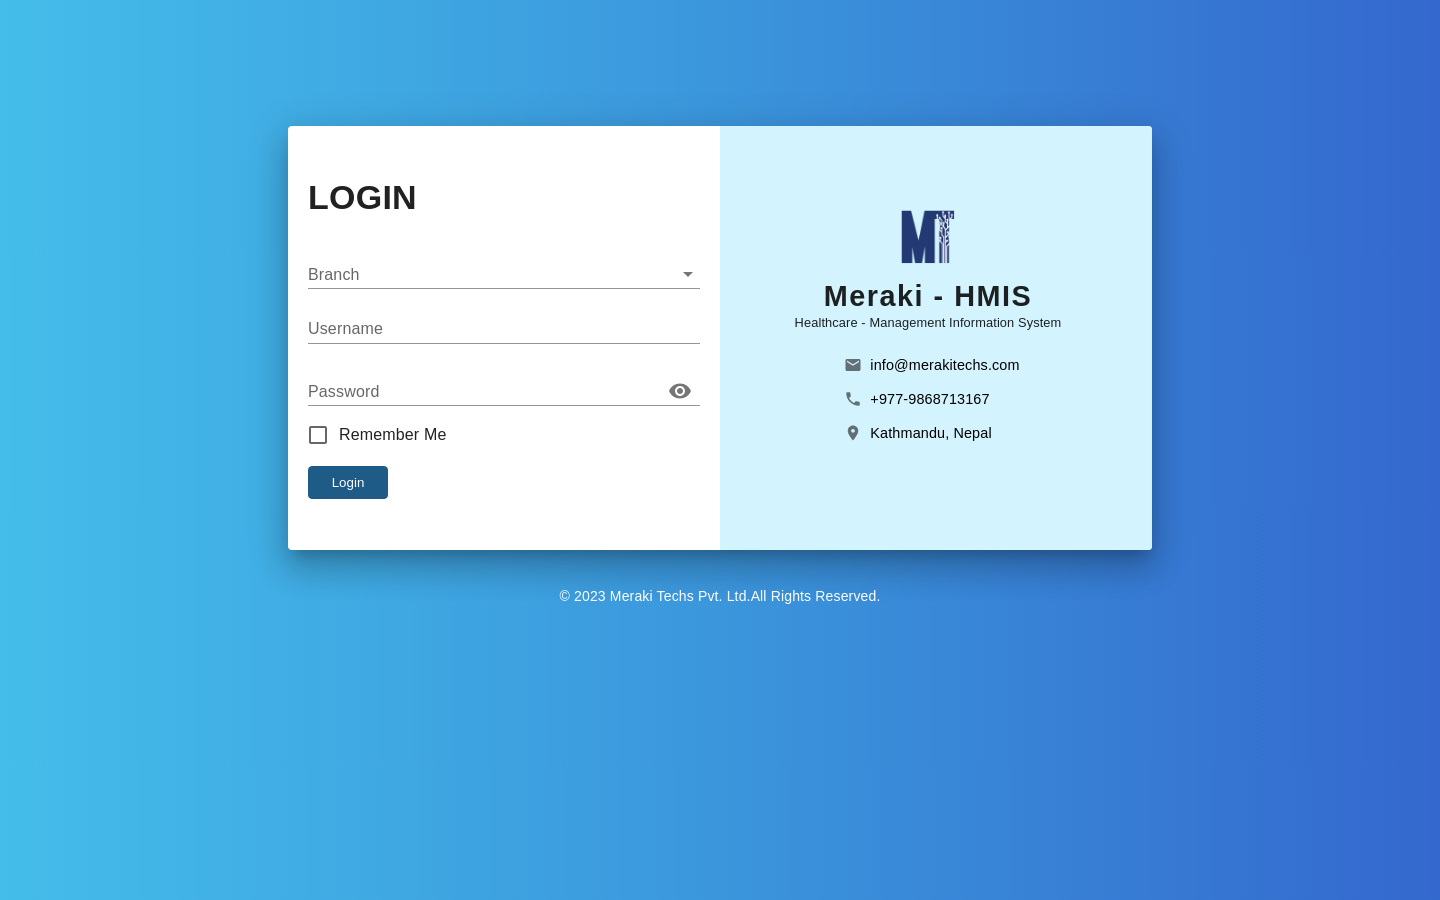 LOGIN
Branch
Username
Password
Remember Me
Login
MT
Meraki - HMIS
Healthcare - Management Information System
info@merakitechs.com
+977-9868713167
Kathmandu, Nepal
© 2023 Meraki Techs Pvt. Ltd.All Rights Reserved.